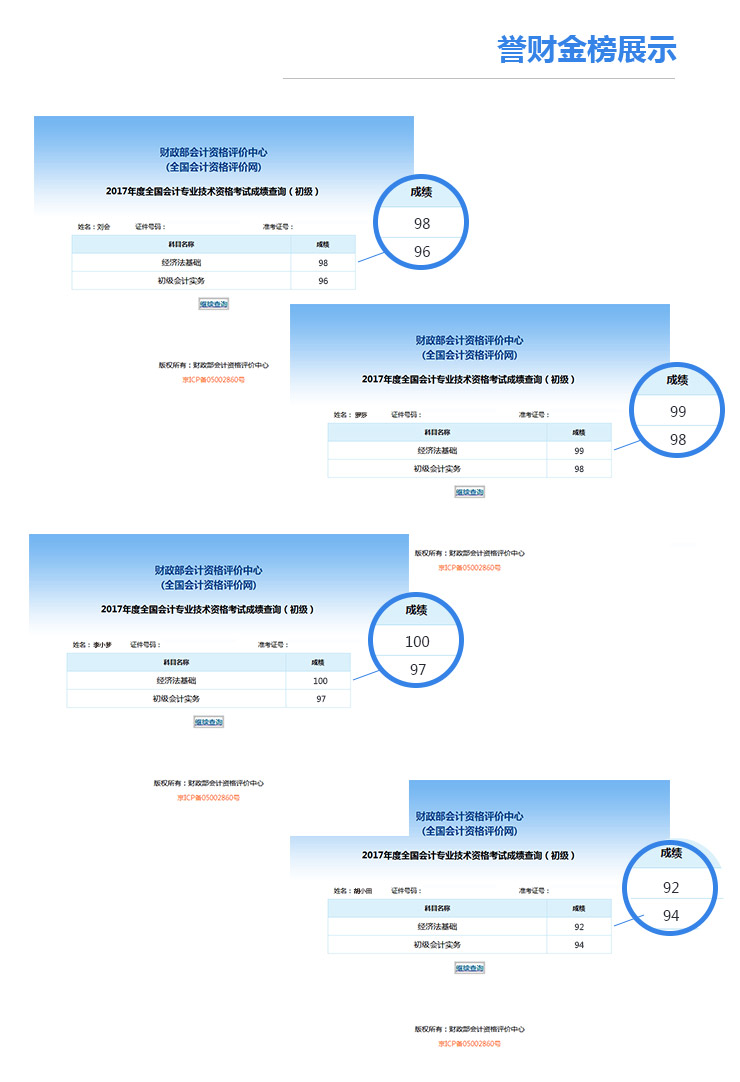 誉财金榜展示
财政部会计资格评价中心
(全国会计资格评价网)
2017年度全国会计专业技术资格考试成绩查询（初级）
姓名：刘会 证件号码： 准考证号：
科目名称 成绩
经济法基础 98
初级会计实务 96
继续查询
版权所有：财政部会计资格评价中心
京ICP备05002860号
成绩
98
96
财政部会计资格评价中心
(全国会计资格评价网)
2017年度全国会计专业技术资格考试成绩查询（初级）
姓名：罗莎 证件号码： 准考证号：
科目名称 成绩
经济法基础 99
初级会计实务 98
继续查询
版权所有：财政部会计资格评价中心
京ICP备05002860号
成绩
99
98
财政部会计资格评价中心
(全国会计资格评价网)
2017年度全国会计专业技术资格考试成绩查询（初级）
姓名：李小梦 证件号码： 准考证号：
科目名称 成绩
经济法基础 100
初级会计实务 97
继续查询
版权所有：财政部会计资格评价中心
京ICP备05002860号
成绩
100
97
财政部会计资格评价中心
(全国会计资格评价网)
2017年度全国会计专业技术资格考试成绩查询（初级）
姓名：胡小田 证件号码： 准考证号：
科目名称 成绩
经济法基础 92
初级会计实务 94
继续查询
版权所有：财政部会计资格评价中心
京ICP备05002860号
成绩
92
94